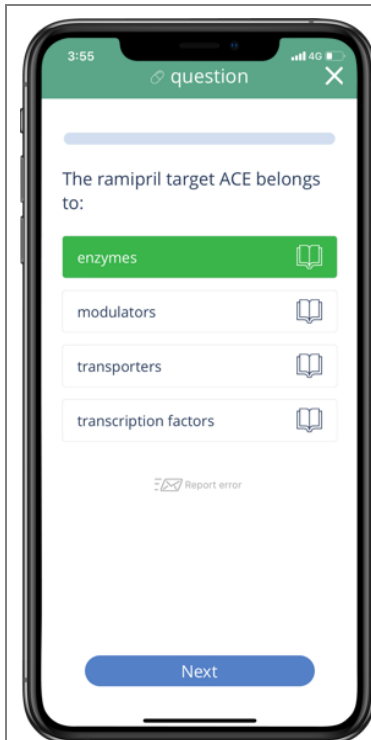 3:55
4G
question
The ramipril target ACE belongs
to:
enzymes
modulators
transporters
transcription factors
Report error
Next